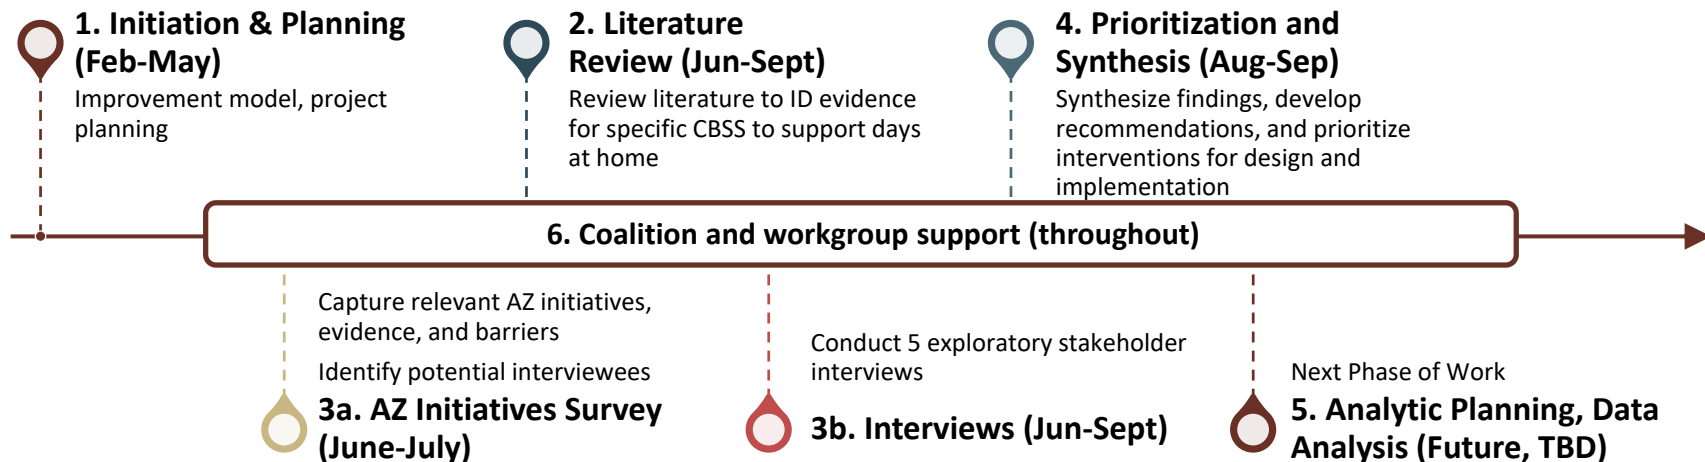 1. Initiation & Planning
(Feb-May)
Improvement model, project
planning
2. Literature
Review (Jun-Sept)
Review literature to ID evidence
for specific CBSS to support days
at home
4. Prioritization and
Synthesis (Aug-Sep)
Synthesize findings, develop
recommendations, and prioritize
interventions for design and
implementation
6. Coalition and workgroup support (throughout)
Capture relevant AZ initiatives,
evidence, and barriers
Identify potential interviewees
3a. AZ Initiatives Survey
(June-July)
Conduct 5 exploratory stakeholder
interviews
3b. Interviews (Jun-Sept)
Next Phase of Work
5. Analytic Planning, Data
Analysis (Future, TBD)